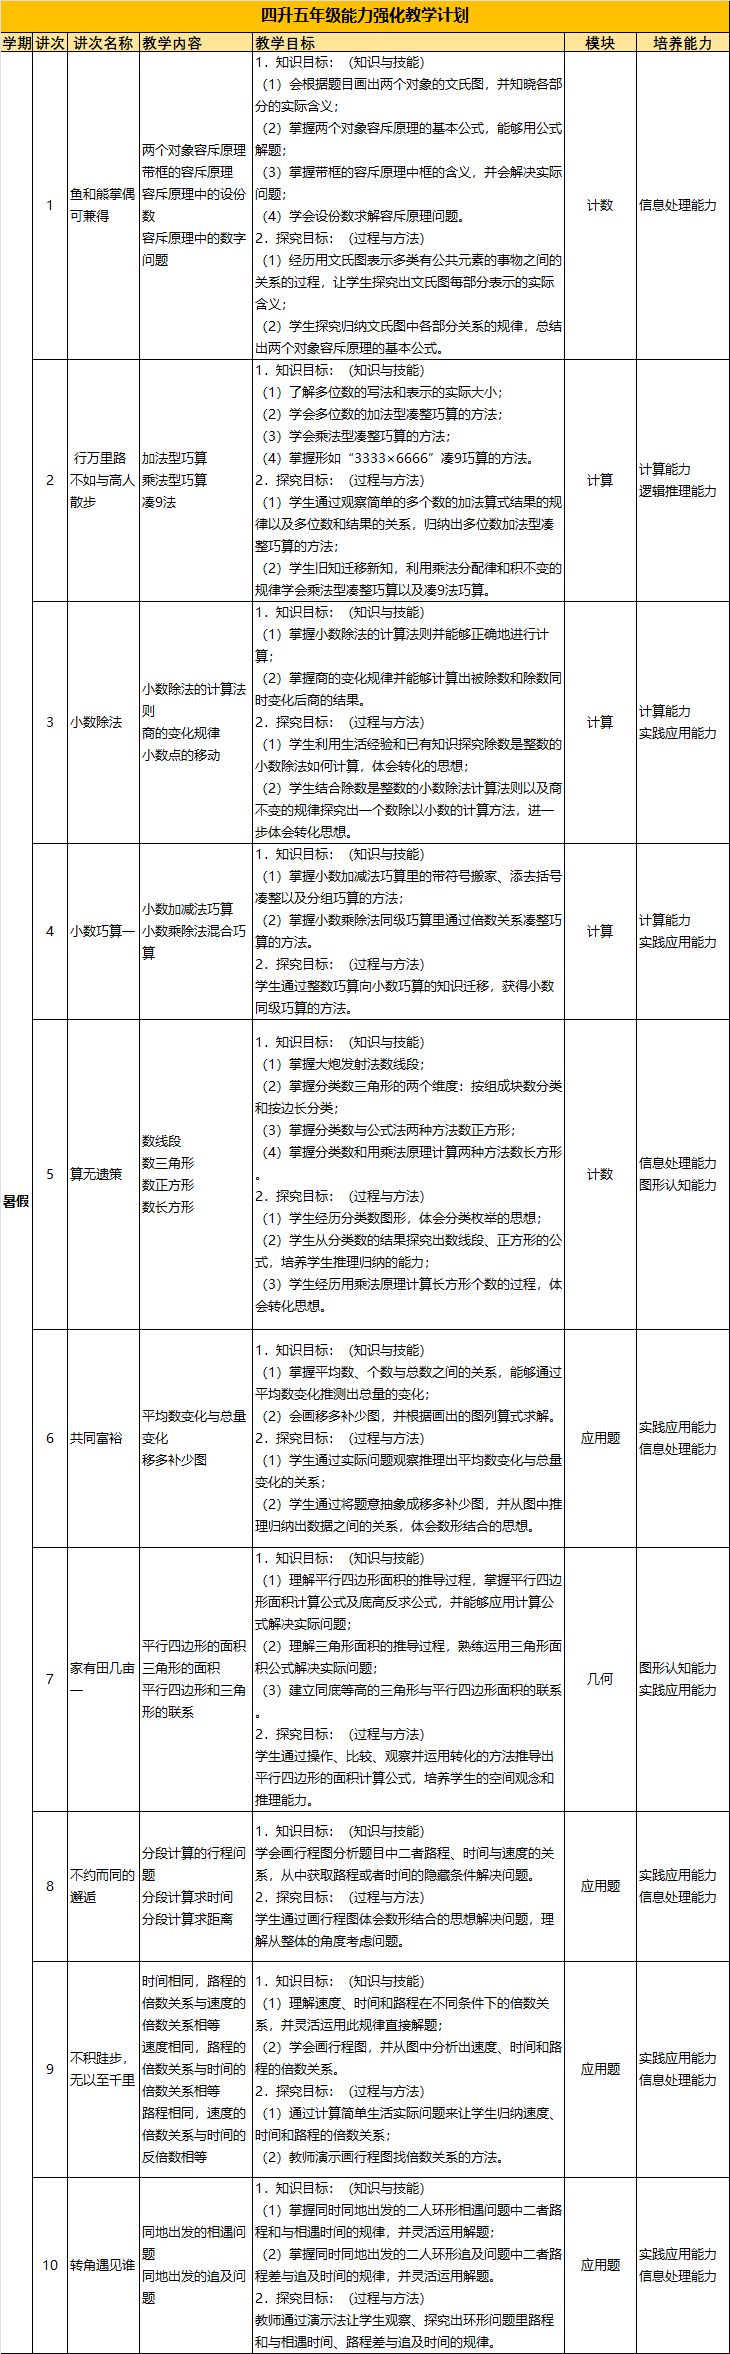 四升五年级能力强化教学计划
学期 讲次 讲次名称 教学内容 教学目标 模块 培养能力
暑假
1
鱼和熊掌偶
可兼得
两个对象容斥原理
带框的容斥原理
容斥原理中的设份
数
容斥原理中的数字
问题
1. 知识目标：（知识与技能）
（1）会根据题目画出两个对象的文氏图，并知晓各部
分的实际含义；
（2）掌握两个对象容斥原理的基本公式，能够用公式
解题；
（3）掌握带框的容斥原理中框的含义，并会解决实际
问题；
（4）学会设份数求解容斥原理问题。
2. 探究目标：（过程与方法）
（1）经历用文氏图表示多类有公共元素的事物之间的
关系的过程，让学生探究出文氏图每部分表示的实际
含义；
（2）学生探究归纳文氏图中各部分关系的规律，总结
出两个对象容斥原理的基本公式。
计数
信息处理能力
2
行万里路
不如与高人
散步
加法型巧算
乘法型巧算
凑9法
1. 知识目标：（知识与技能）
（1）了解多位数的写法和表示的实际大小；
（2）学会多位数的加法型凑整巧算的方法；
（3）学会乘法型凑整巧算的方法；
（4）掌握形如“3333×6666”凑9巧算的方法。
2. 探究目标：（过程与方法）
（1）学生通过观察简单的多个数的加法算式结果的规
律以及多位数和结果的关系，归纳出多位数加法型凑
整巧算的方法；
（2）学生旧知迁移新知，利用乘法分配律和积不变的
规律学会乘法型凑整巧算以及凑9法巧算。
计算
计算能力
逻辑推理能力
3
小数除法
小数除法的计算法
则
商的变化规律
小数点的移动
1. 知识目标：（知识与技能）
（1）掌握小数除法的计算法则并能够正确地进行计
算；
（2）掌握商的变化规律并能够计算出被除数和除数同
时变化后商的结果。
2. 探究目标：（过程与方法）
（1）学生利用生活经验和已有知识探究除数是整数的
小数除法如何计算，体会转化的思想；
（2）学生结合除数是整数的小数除法计算法则以及商
不变的规律探究出一个数除以小数的计算方法，进一
步体会转化思想。
计算
计算能力
实践应用能力
4
小数巧算一
小数加减法巧算
小数乘除法混合巧
算
1. 知识目标：（知识与技能）
（1）掌握小数加减法巧算里的带符号搬家、添去括号
凑整以及分组巧算的方法；
（2）掌握小数乘除法同级巧算里通过倍数关系凑整巧
算的方法。
2. 探究目标：（过程与方法）
学生通过整数巧算向小数巧算的知识迁移，获得小数
同级巧算的方法。
计算
计算能力
实践应用能力
5
算无遗策
数线段
数三角形
数正方形
数长方形
1. 知识目标：（知识与技能）
（1）掌握大炮发射法数线段；
（2）掌握分类数三角形的两个维度：按组成块数分类
和按边长分类；
（3）掌握分类数与公式法两种方法数正方形；
（4）掌握分类数和用乘法原理计算两种方法数长方形
。
2. 探究目标：（过程与方法）
（1）学生经历分类数图形，体会分类枚举的思想；
（2）学生从分类数的结果探究出数线段、正方形的公
式，培养学生推理归纳的能力；
（3）学生经历用乘法原理计算长方形个数的过程，体
会转化思想。
计数
信息处理能力
图形认知能力
6
共同富裕
平均数变化与总量
变化
移多补少图
1. 知识目标：（知识与技能）
（1）掌握平均数、个数与总数之间的关系，能够通过
平均数变化推测出总量的变化；
（2）会画移多补少图，并根据画出的图列算式求解。
2. 探究目标：（过程与方法）
（1）学生通过实际问题观察推理出平均数变化与总量
变化的关系；
（2）学生通过将题意抽象成移多补少图，并从图中推
理归纳出数据之间的关系，体会数形结合的思想。
应用题
实践应用能力
信息处理能力
7
家有田几亩
一
平行四边形的面积
三角形的面积
平行四边形和三角
形的联系
1. 知识目标：（知识与技能）
（1）理解平行四边形面积的推导过程，掌握平行四边
形面积计算公式及底高反求公式，并能够应用计算公
式解决实际问题；
（2）理解三角形面积的推导过程，熟练运用三角形面
积公式解决实际问题；
（3）建立同底等高的三角形与平行四边形面积的联系
。
2. 探究目标：（过程与方法）
学生通过操作、比较、观察并运用转化的方法推导出
平行四边形的面积计算公式，培养学生的空间观念和
推理能力。
几何
图形认知能力
实践应用能力
8
不约而同的
邂逅
分段计算的行程问
题
分段计算求时间
分段计算求距离
1. 知识目标：（知识与技能）
学会画行程图分析题目中二者路程、时间与速度的关
系，从中获取路程或者时间的隐藏条件解决问题。
2. 探究目标：（过程与方法）
学生通过画行程图体会数形结合的思想解决问题，理
解从整体的角度考虑问题。
应用题
实践应用能力
信息处理能力
9
不积跬步，
无以至千里
时间相同，路程的
倍数关系与速度的
倍数关系相等
速度相同，路程的
倍数关系与时间的
倍数关系相等
路程相同，速度的
倍数关系与时间的
反倍数相等
1. 知识目标：（知识与技能）
（1）理解速度、时间和路程在不同条件下的倍数关
系，并灵活运用此规律直接解题；
（2）学会画行程图，并从图中分析出速度、时间和路
程的倍数关系。
2. 探究目标：（过程与方法）
（1）通过计算简单生活实际问题来让学生归纳速度、
时间和路程的倍数关系；
（2）教师演示画行程图找倍数关系的方法。
应用题
实践应用能力
信息处理能力
10
转角遇见谁
同地出发的相遇问
题
同地出发的追及问
题
1. 知识目标：（知识与技能）
（1）掌握同时同地出发的二人环形相遇问题中二者路
程和与相遇时间的规律，并灵活运用解题；
（2）掌握同时同地出发的二人环形追及问题中二者路
程差与追及时间的规律，并灵活运用解题。
2. 探究目标：（过程与方法）
教师通过演示法让学生观察、探究出环形问题里路程
和与相遇时间、路程差与追及时间的规律。
应用题
实践应用能力
信息处理能力